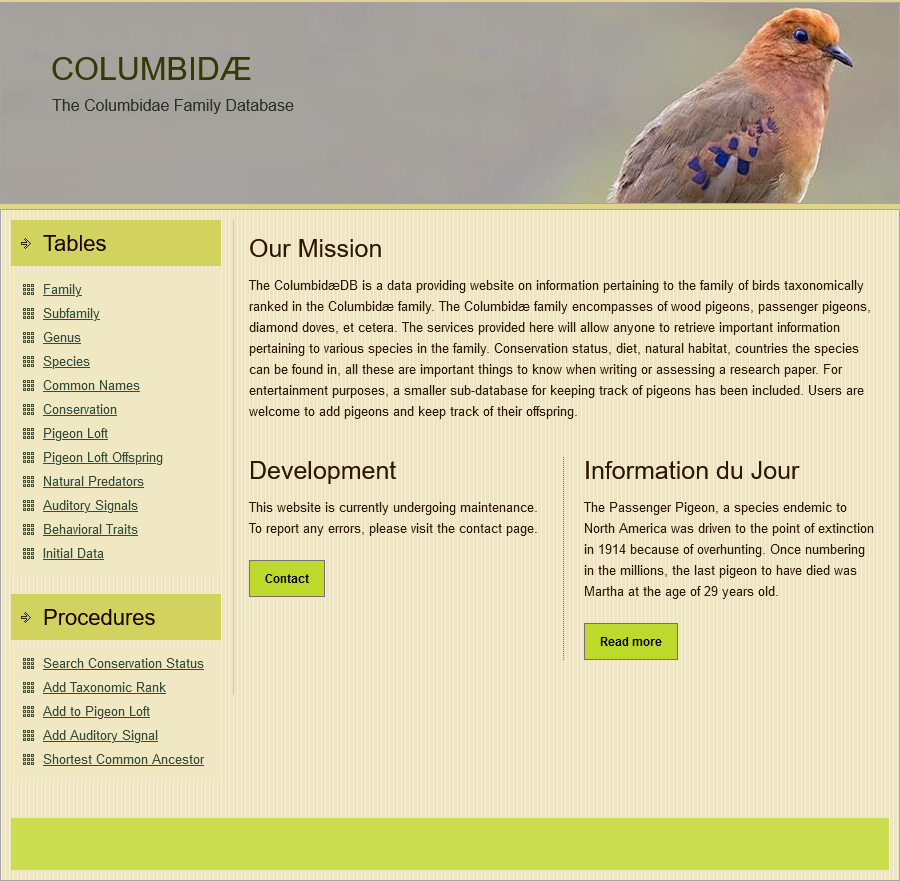 COLUMBIDÆ
The Columbidae Family Database
Tables
Family
Subfamily
Genus
Species
Common Names
Conservation
Pigeon Loft
Pigeon Loft Offspring
Natural Predators
Auditory Signals
Behavioral Traits
Initial Data
Procedures
Search Conservation Status
Add Taxonomic Rank
Add to Pigeon Loft
Add Auditory Signal
Shortest Common Ancestor
Our Mission
The ColumbidæDB is a data providing website on information pertaining to the family of birds taxonomically
ranked in the Columbidæ family. The Columbidæ family encompasses of wood pigeons, passenger pigeons,
diamond doves, et cetera. The services provided here will allow anyone to retrieve important information
pertaining to various species in the family. Conservation status, diet, natural habitat, countries the species
can be found in, all these are important things to know when writing or assessing a research paper. For
entertainment purposes, a smaller sub-database for keeping track of pigeons has been included. Users are
welcome to add pigeons and keep track of their offspring.
Development
This website is currently undergoing maintenance.
To report any errors, please visit the contact page.
Contact
Information du Jour
The Passenger Pigeon, a species endemic to
North America was driven to the point of extinction
in 1914 because of overhunting. Once numbering
in the millions, the last pigeon to have died was
Martha at the age of 29 years old.
Read more